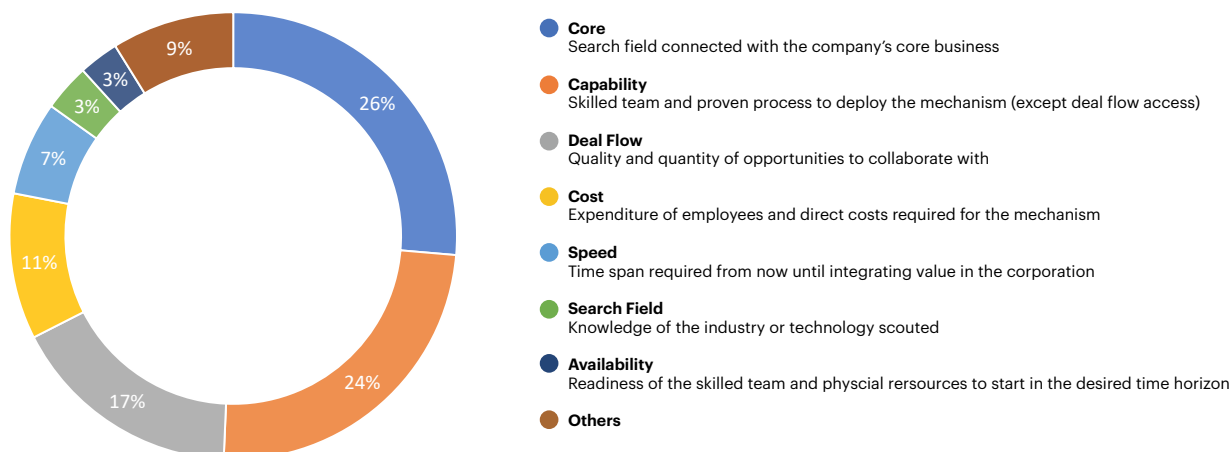 9%
3%
3%
7%
11%
17%
24%
26%
Core
Search field connected with the company's core business
Capability
Skilled team and proven process to deploy the mechanism (except deal flow access)
Deal Flow
Quality and quantity of opportunities to collaborate with
Cost
Expenditure of employees and direct costs required for the mechanism
Speed
Time span required from now until integrating value in the corporation
Search Field
Knowledge of the industry or technology scouted
Availability
Readiness of the skilled team and physcial rersources to start in the desired time horizon
Others